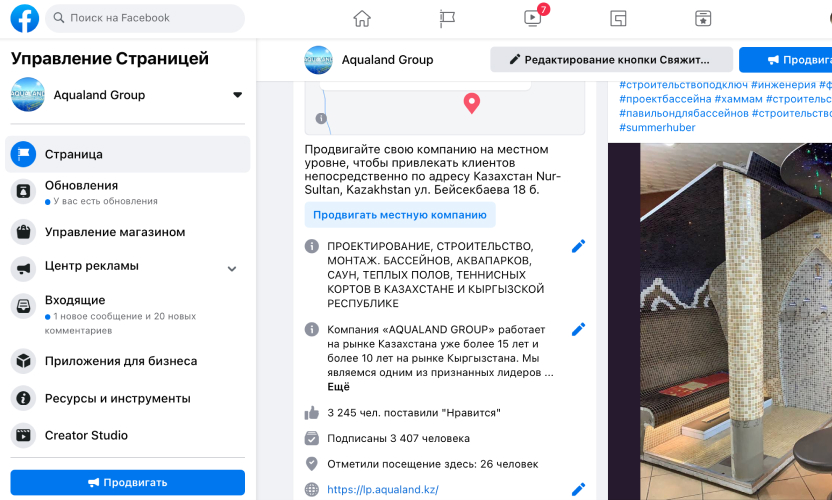 Поиск на Facebook
7
Управление Страницей
Aqualand Group
Страница
Обновления
У вас есть обновления
Управление магазином
Центр рекламы
Входящие
1 новое сообщение и 20 новых
комментариев
Приложения для бизнеса
Ресурсы и инструменты
Creator Studio
Продвигать
Aqualand Group
Редактирование кнопки Свяжит...
Продвига
Продвигайте свою компанию на местном
уровне, чтобы привлекать клиентов
непосредственно по адресу Казахстан Nur-
Sultan, Kazakhstan ул. Бейсекбаева 18 б.
Продвигать местную компанию
ПРОЕКТИРОВАНИЕ, СТРОИТЕЛЬСТВО,
МОНТАЖ. БАССЕЙНОВ, АКВАПАРКОВ,
САУН, ТЕПЛЫХ ПОЛОВ, ТЕННИСНЫХ
КОРТОВ В КАЗАХСТАНЕ И КЫРГЫЗСКОЙ
РЕСПУБЛИКЕ
Компания «AQUALAND GROUP» работает
на рынке Казахстана уже более 15 лет и
более 10 лет на рынке Кыргызстана. Мы
являемся одним из признанных лидеров ...
Ещё
3 245 чел. поставили "Нравится"
Подписаны 3 407 человека
Отметили посещение здесь: 26 человек
https://lp.aqualand.kz/
#строительствоподключ #инженерия #ф
#проектбассейна #хаммам #строительс
#павильондлябассейнов #строительство
#summerhuber